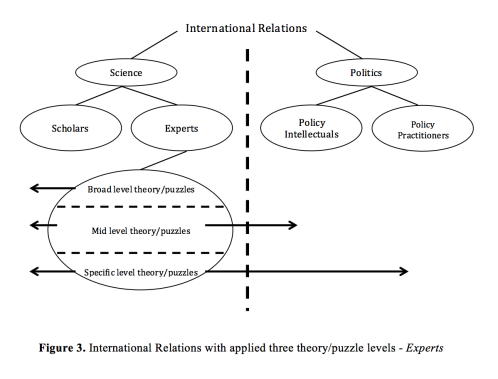 International Relations
Science
Politics
Scholars
Experts
Policy
Intellectuals
Policy
Practitioners
Broad level theory/puzzles
Mid level theory/puzzles
Specific level theory/puzzles
Figure 3. International Relations with applied three theory/puzzle levels - Experts